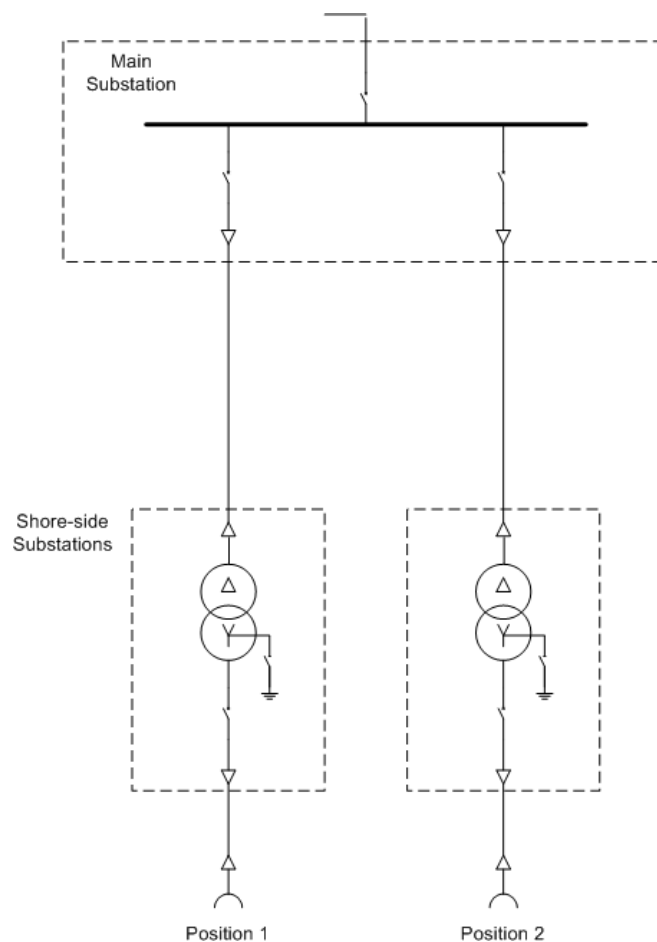 Main
Substation
Shore-side
Substations
Position 1
Position 2